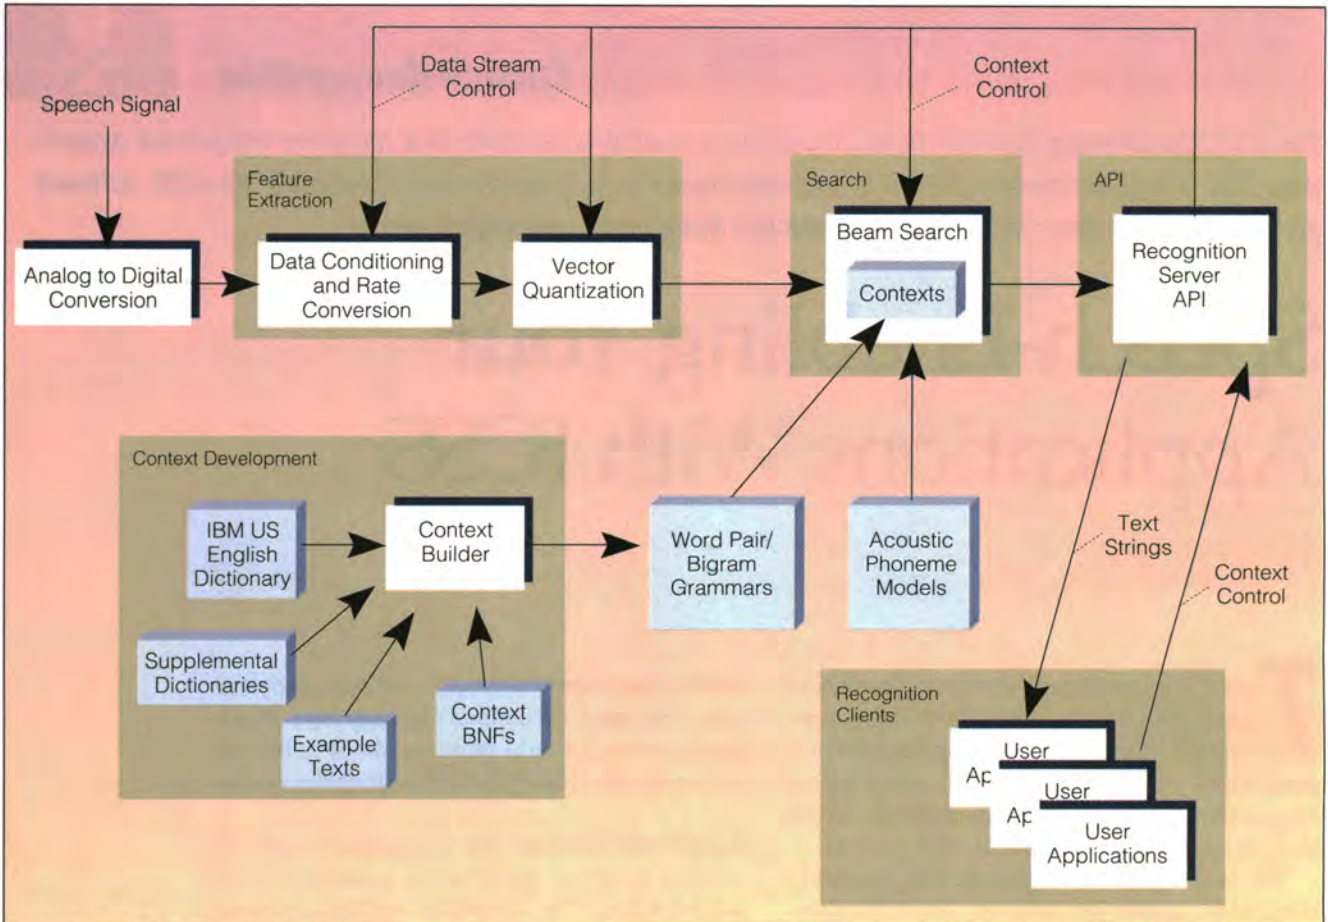 Data Stream
Control
Context
Control
Speech Signal
Feature
Extraction
Search
API
Analog to Digital
Conversion
Data Conditioning
and Rate
Conversion
Vector
Quantization
Beam Search
Contexts
Recognition
Server
API
Context Development
IBM US
English
Dictionary
Context
Builder
Word Pair/
Bigram
Grammars
Acoustic
Phoneme
Models
Text
Strings
Context
Control
Supplemental
Dictionaries
Example
Texts
Context
BNFs
Recognition
Clients
User
Ap
User
Ap
User
Applications